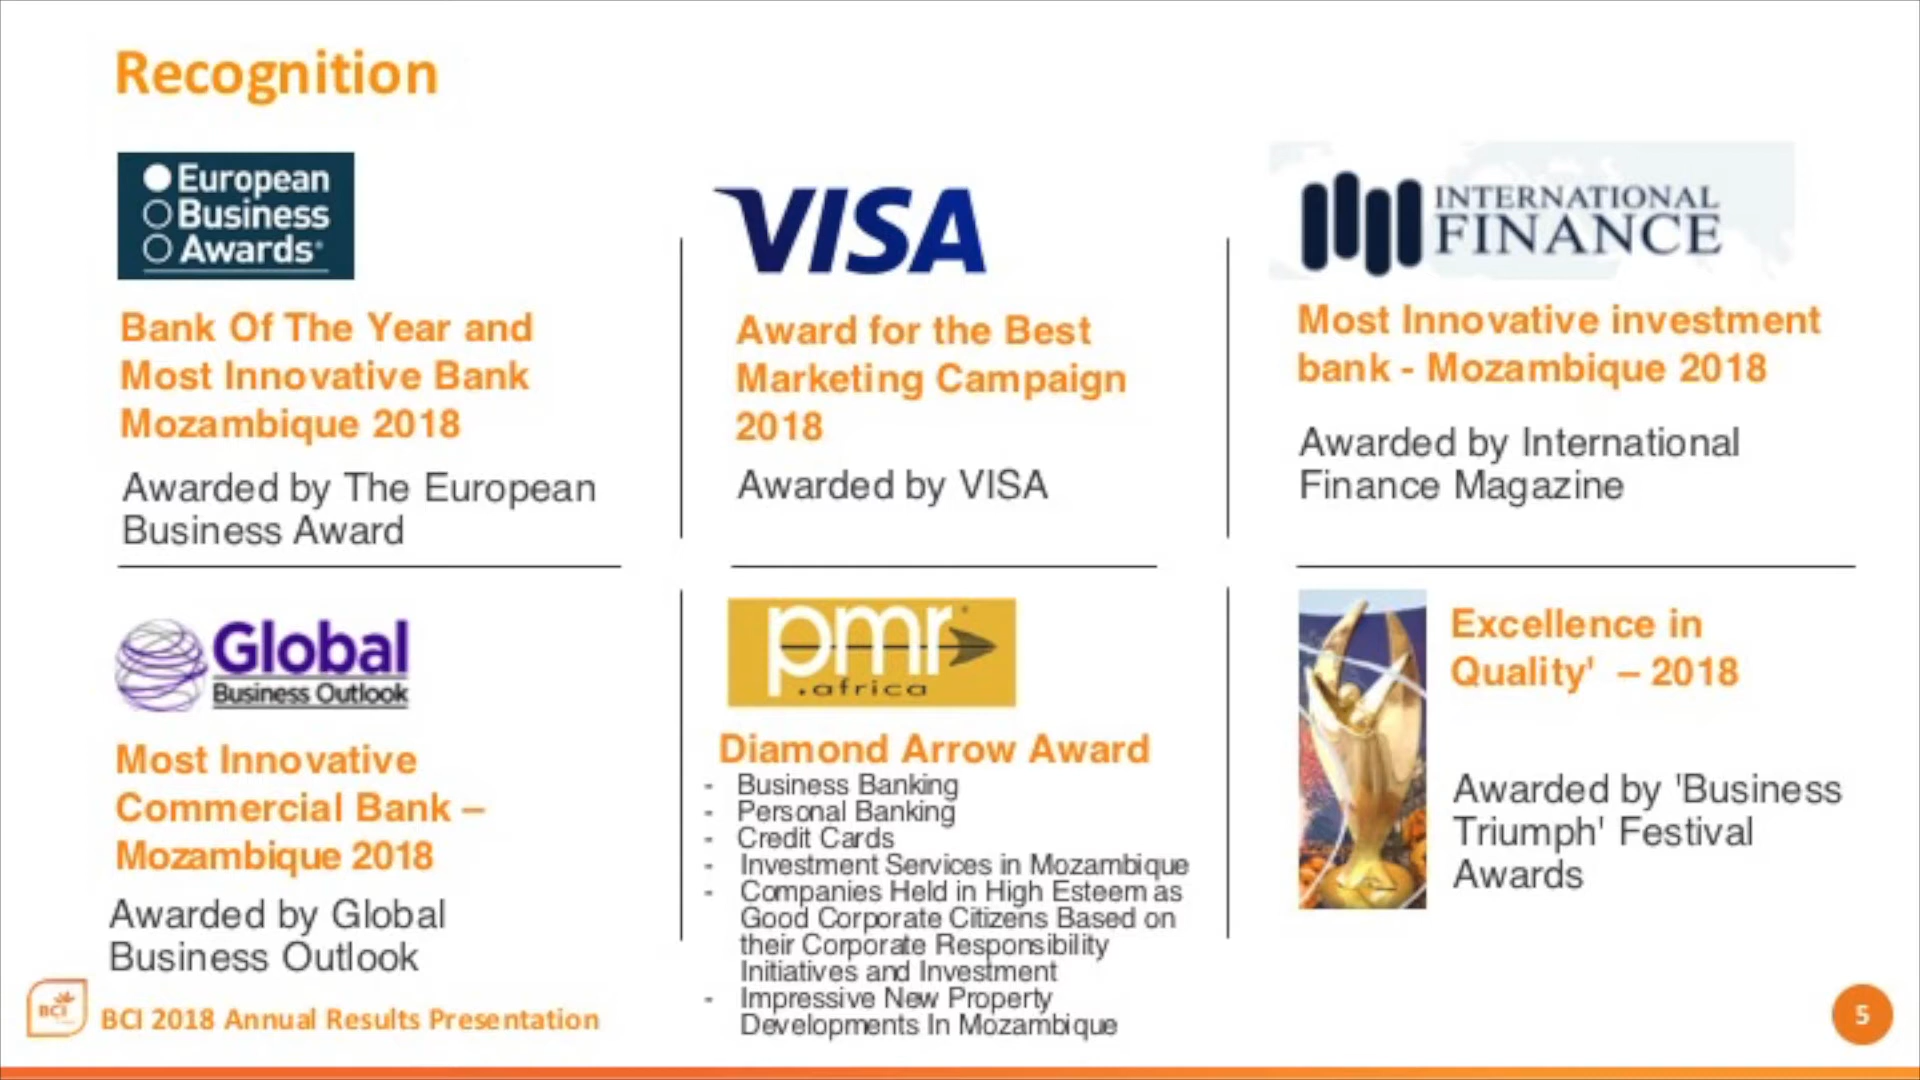 Recognition
European
Business
Awards
Bank Of The Year and
Most Innovative Bank
Mozambique 2018
Awarded by The European
Business Award
VISA
Award for the Best
Marketing Campaign
2018
Awarded by VISA
INTERNATIONAL
FINANCE
Most Innovative investment
bank - Mozambique 2018
Awarded by International
Finance Magazine
Global
Business Outlook
Most Innovative
Commercial Bank –
Mozambique 2018
Awarded by Global
Business Outlook
pmr
.africa
Diamond Arrow Award
- Business Banking
- Personal Banking
- Credit Cards
- Investment Services in Mozambique
- Companies Held in High Esteem as
Good Corporate Citizens Based on
their Corporate Responsibility
Initiatives and Investment
- Impressive New Property
Developments In Mozambique
Excellence in
Quality' – 2018
Awarded by 'Business
Triumph' Festival
Awards
BCI
BCI 2018 Annual Results Presentation
5